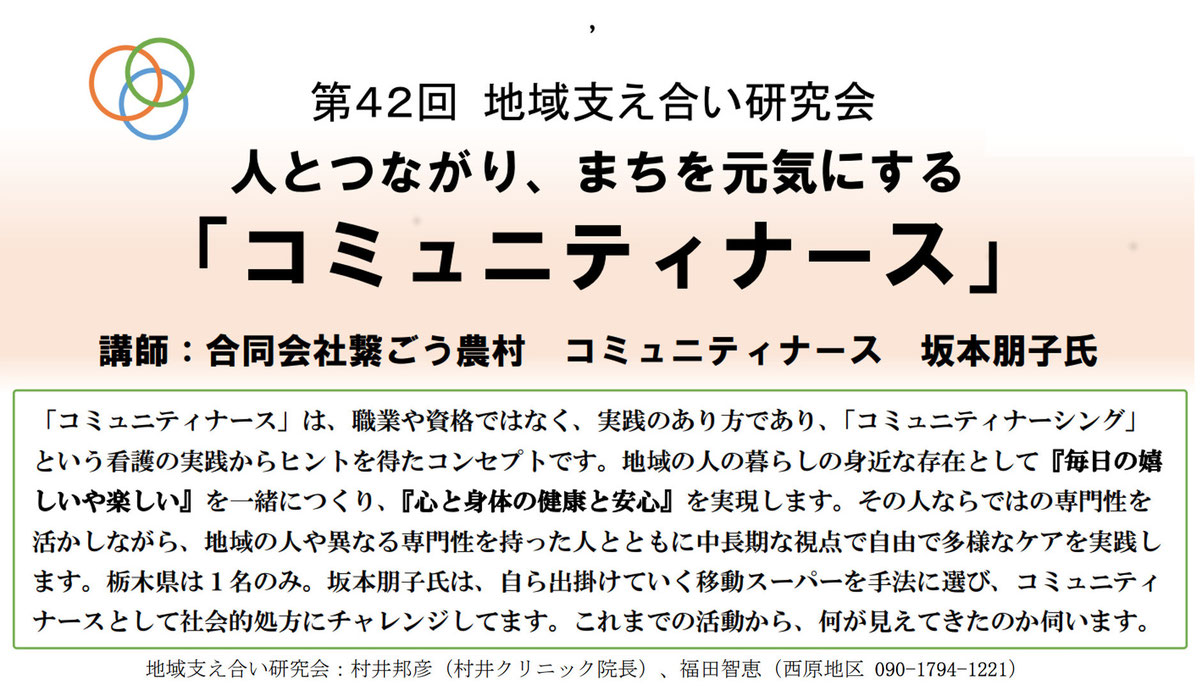 ,
第42回 地域支え合い研究会
人とつながり、まちを元気にする
「コミュニティナース」
講師：合同会社繋ごう農村　コミュニティナース　坂本朋子氏
「コミュニティナース」は、職業や資格ではなく、実践のあり方であり、「コミュニティナーシング」
という看護の実践からヒントを得たコンセプトです。地域の人の暮らしの身近な存在として『毎日の嬉
しいや楽しい』を一緒につくり、『心と身体の健康と安心』を実現します。その人ならではの専門性を
活かしながら、地域の人や異なる専門性を持った人とともに中長期な視点で自由で多様なケアを実践し
ます。栃木県は１名のみ。坂本朋子氏は、自ら出掛けていく移動スーパーを手法に選び、コミュニティ
ナースとして社会的処方にチャレンジしてます。これまでの活動から、何が見えてきたのか伺います。
地域支え合い研究会：村井邦彦（村井クリニック院長）、福田智恵（西原地区 090-1794-1221）